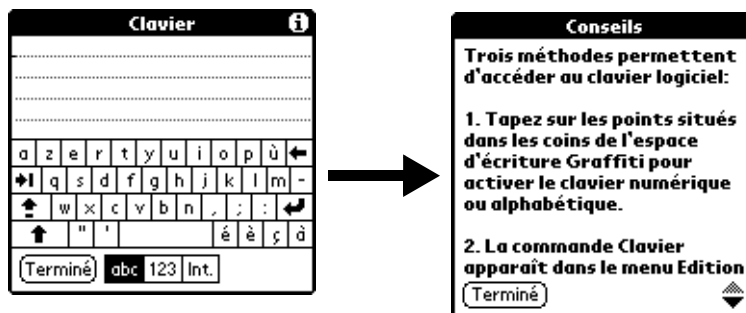 Clavier i
a z e r t y u i o p ù
q s d f g h j k l m -
w x c v b n , ; :
" ' é è ç à
Terminé abc 123 Int.
Conseils
Trois méthodes permettent
d'accéder au clavier logiciel:
1. Tapez sur les points situés
dans les coins de l'espace
d'écriture Graffiti pour
activer le clavier numérique
ou alphabétique.
2. La commande Clavier
apparaît dans le menu Edition
Terminé